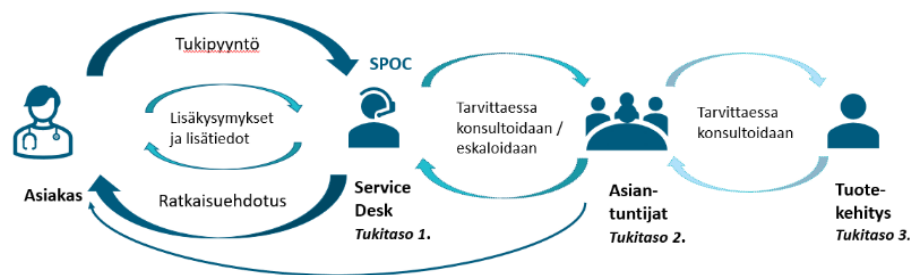 Tukipyyntö
SPOC
Lisäkysymykset
ja lisätiedot
Tarvittaessa
konsultoidaan /
eskaloidaan
Tarvittaessa
konsultoidaan
Asiakas
Ratkaisuehdotus
Service
Desk
Tukitaso 1.
Asian-
tuntijat
Tukitaso 2.
Tuote-
kehitys
Tukitaso 3.